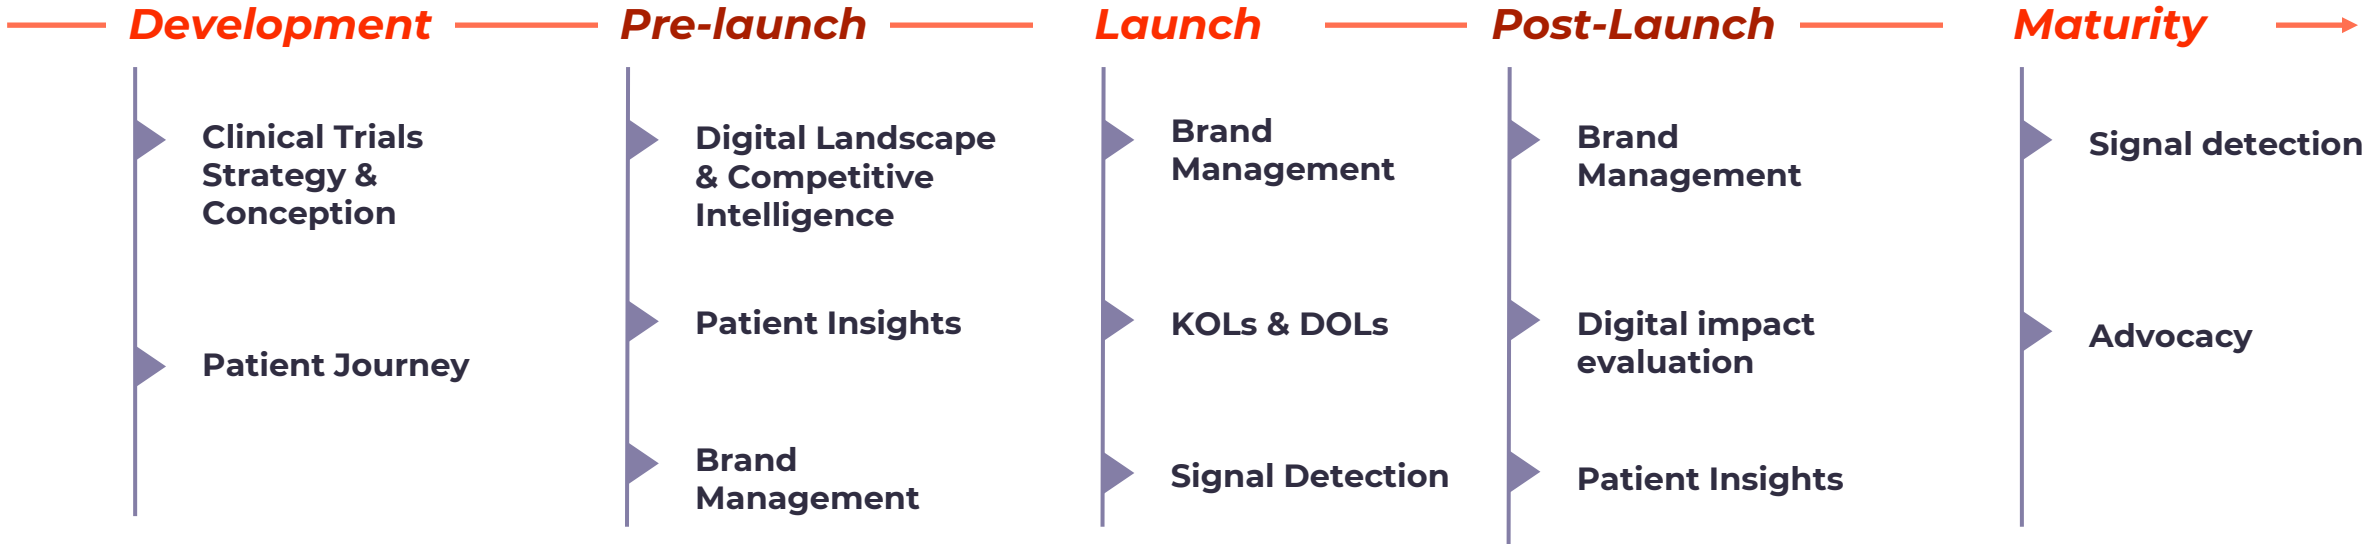 Development
Pre-launch
Launch
Post-Launch
Maturity
Clinical Trials
Strategy &
Conception
Patient Journey
Digital Landscape
& Competitive
Intelligence
Patient Insights
Brand
Management
Brand
Management
KOLs & DOLs
Signal Detection
Brand
Management
Digital impact
evaluation
Patient Insights
Signal detection
Advocacy